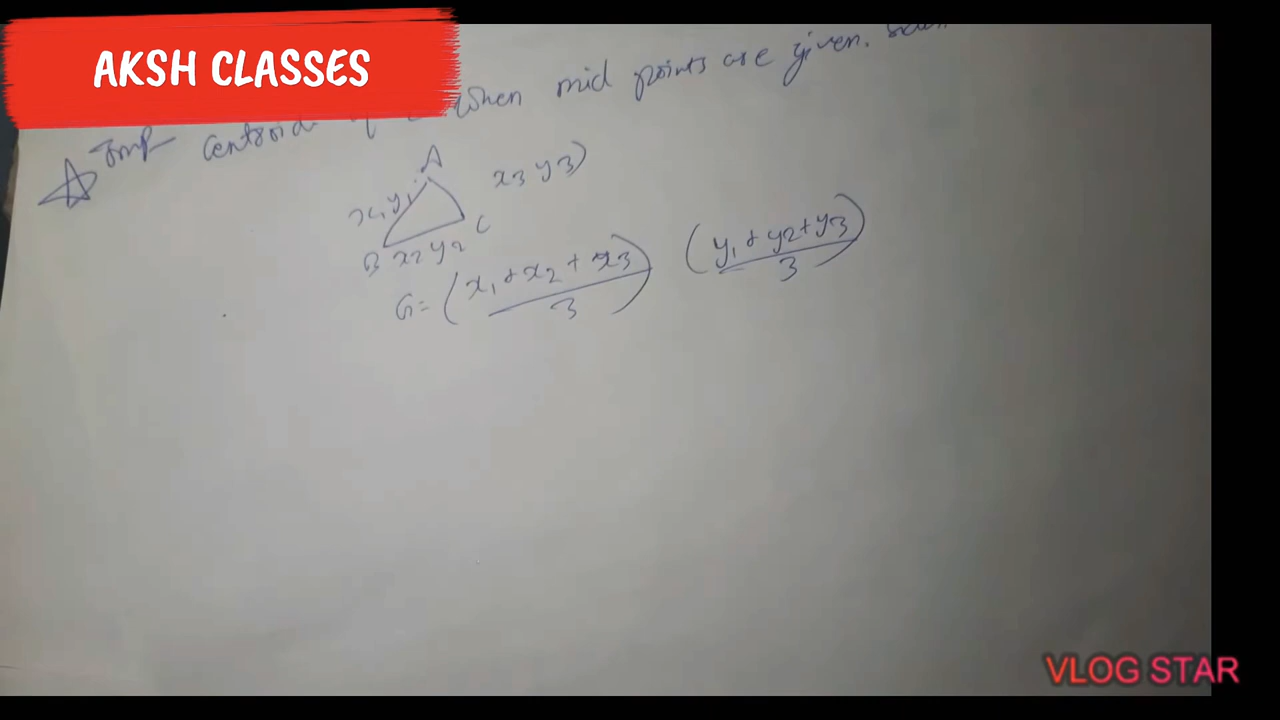 AKSH CLASSES
when mid points are given.
Imp centroid
A
x3 y3)
x1 y1
C
B x2 y2
G= (x1+x2+x3/3) (y1+y2+y3/3)
VLOG STAR